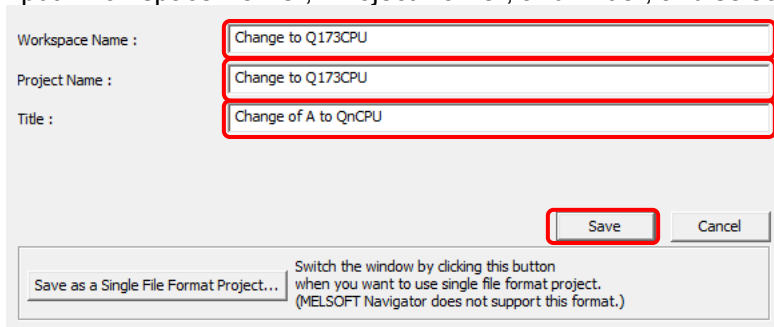 Workspace Name :
Change to Q173CPU
Project Name :
Change to Q173CPU
Title :
Change of A to QnCPU
Save
Cancel
Save as a Single File Format Project...
Switch the window by clicking this button
when you want to use single file format project.
(MELSOFT Navigator does not support this format.)